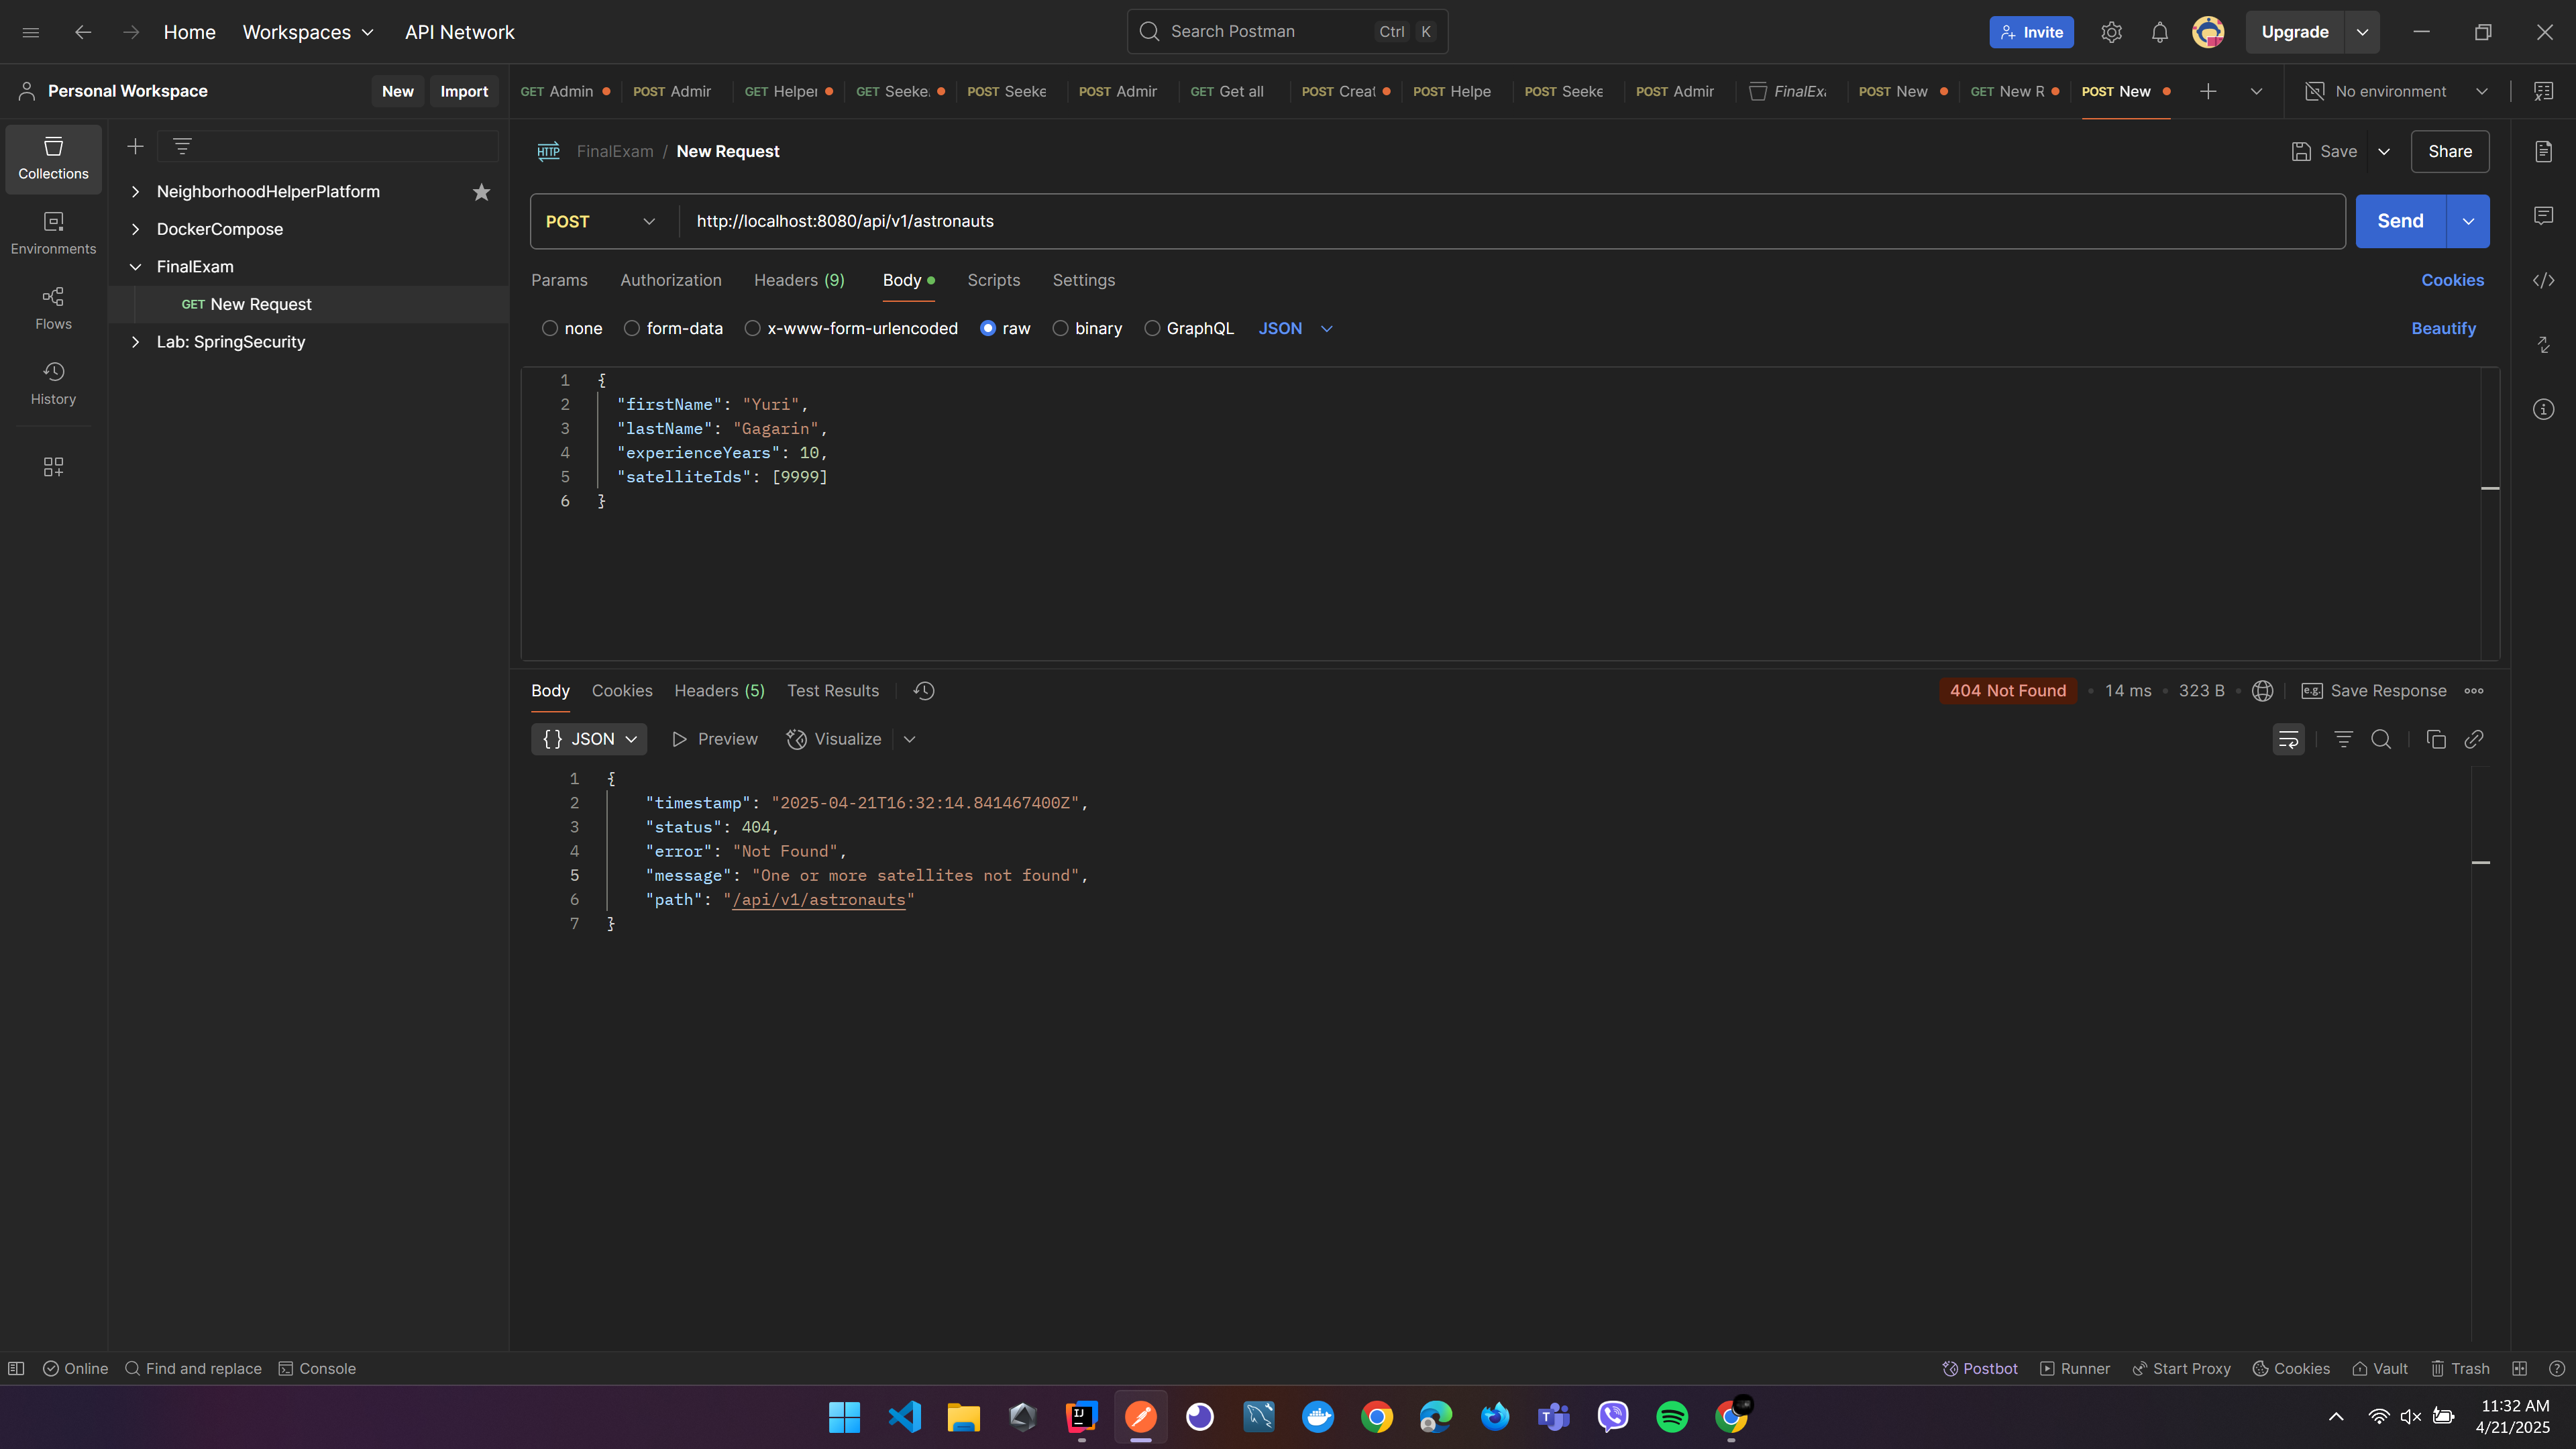 Home Workspaces API Network
Search Postman Ctrl K
Invite Upgrade
Personal Workspace New Import
GET Admin POST Admir GET Helper GET Seeke. POST Seeke POST Admir GET Get all POST Creat POST Helpe POST Seeke POST Admir FinalExa POST New GET New R POST New
No environment
Collections
Environments
Flows
History
NeighborhoodHelperPlatform
DockerCompose
FinalExam
GET New Request
Lab: SpringSecurity
HTTP FinalExam / New Request
Save Share
POST http://localhost:8080/api/v1/astronauts Send
Params Authorization Headers (9) Body Scripts Settings Cookies
none form-data x-www-form-urlencoded raw binary GraphQL JSON Beautify
1 {
2 "firstName": "Yuri",
3 "lastName": "Gagarin",
4 "experienceYears": 10,
5 "satelliteIds": [9999]
6 }
Body Cookies Headers (5) Test Results
404 Not Found • 14 ms • 323 B • e.g. Save Response
{} JSON Preview Visualize
1 {
2 "timestamp": "2025-04-21T16:32:14.841467400Z",
3 "status": 404,
4 "error": "Not Found",
5 "message": "One or more satellites not found",
6 "path": "/api/v1/astronauts"
7 }
Online Find and replace Console
Postbot Runner Start Proxy Cookies Vault Trash
11:32 AM
4/21/2025